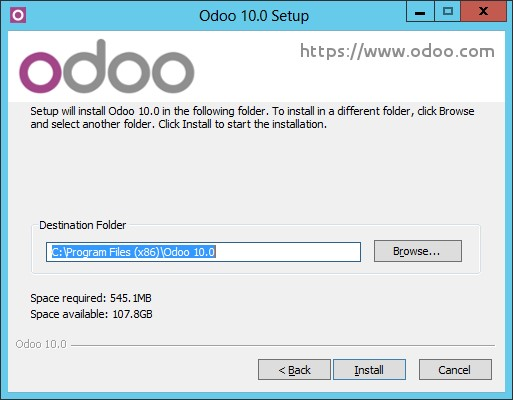 Odoo 10.0 Setup
odoo
https://www.odoo.com
Setup will install Odoo 10.0 in the following folder. To install in a different folder, click Browse
and select another folder. Click Install to start the installation.
Destination Folder
C:\Program Files (x86)\Odoo 10.0
Browse...
Space required: 545.1MB
Space available: 107.8GB
Odoo 10.0
< Back
Install
Cancel